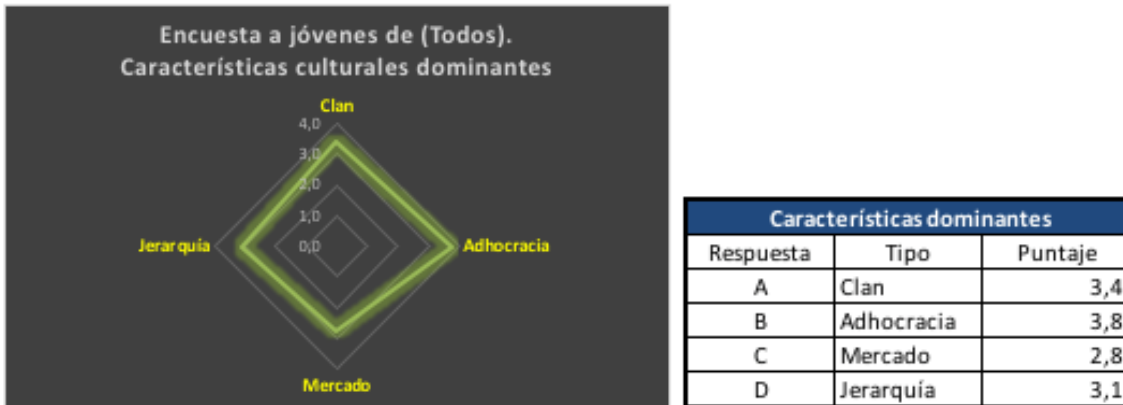 Encuesta a jóvenes de (Todos).
Características culturales dominantes
Clan
4,0
3,0
2,0
1,0
0,0
Jerarquía
Adhocracia
Mercado
Características dominantes
Respuesta Tipo Puntaje
A Clan 3,4
B Adhocracia 3,8
C Mercado 2,8
D Jerarquía 3,1